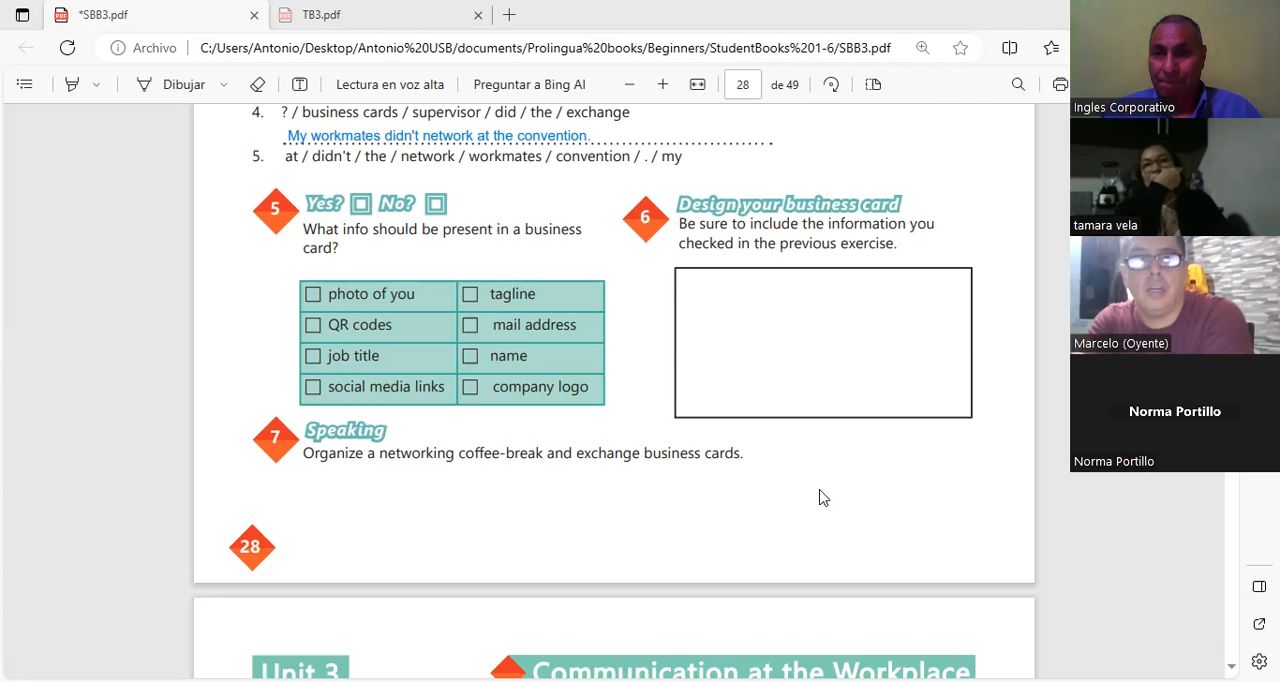 *SBB3.pdf
TB3.pdf
Archivo
C:/Users/Antonio/Desktop/Antonio%20USB/documents/Prolingua%20books/Beginners/StudentBooks%201-6/SBB3.pdf
Dibujar
Lectura en voz alta
Preguntar a Bing AI
28
de 49
4. ? / business cards / supervisor / did / the / exchange
My workmates didn't network at the convention.
5. at / didn't / the / network / workmates / convention / . / my
5
Yes? No?
What info should be present in a business
card?
photo of you
tagline
QR codes
mail address
job title
name
social media links
company logo
6
Design your business card
Be sure to include the information you
checked in the previous exercise.
7
Speaking
Organize a networking coffee-break and exchange business cards.
28
Unit 3
Communication at the Workplace
Ingles Corporativo
tamara vela
Marcelo (Oyente)
Norma Portillo
Norma Portillo